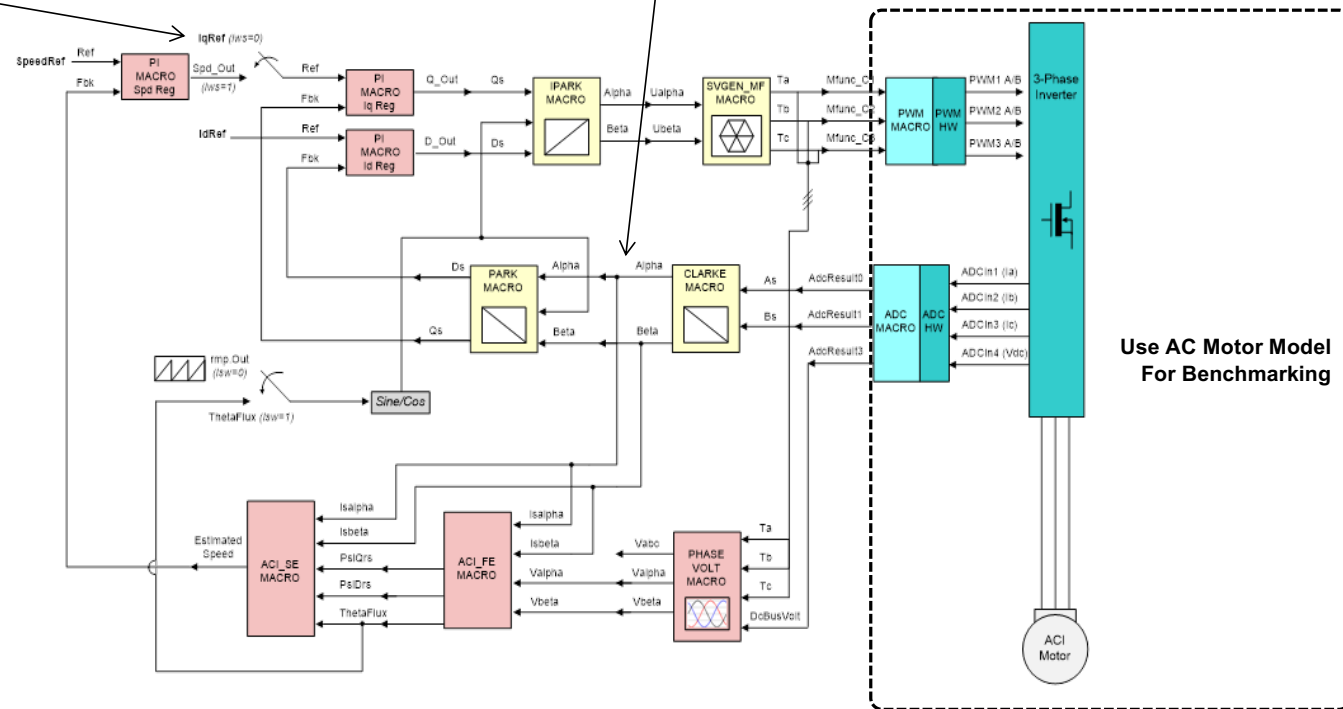 IqRef (lws=0)
SpeedRef
Ref
Fbk
PI
MACRO
Spd Reg
Spd_Out
(lws=1)
Ref
Fbk
PI
MACRO
Iq Reg
Q_Out
Qs
IdRef
Ref
Fbk
PI
MACRO
Id Reg
D_Out
Ds
IPARK
MACRO
Alpha
Ualpha
Beta
Ubeta
SVGEN_MF
MACRO
Ta
Tb
Tc
Mfunc_C1
Mfunc_C2
Mfunc_C3
PWM
MACRO
PWM
HW
PWM1 A/B
PWM2 A/B
PWM3 A/B
3-Phase
Inverter
Ds
Qs
PARK
MACRO
Alpha
Beta
Alpha
Beta
CLARKE
MACRO
As
Bs
AdcResult0
AdcResult1
AdcResult3
ADC
MACRO
ADC
HW
ADCIn1 (Ia)
ADCIn2 (Ib)
ADCIn3 (Ic)
ADCIn4 (Vdc)
Use AC Motor Model
For Benchmarking
rmp.Out
(lsw=0)
ThetaFlux (lsw=1)
Sine/Cos
Estimated
Speed
ACI_SE
MACRO
Isalpha
Isbeta
PsiQrs
PsiDrs
ThetaFlux
ACI_FE
MACRO
Isalpha
Isbeta
Valpha
Vbeta
Vabc
Valpha
Vbeta
PHASE
VOLT
MACRO
Ta
Tb
Tc
DcBusVolt
ACI
Motor